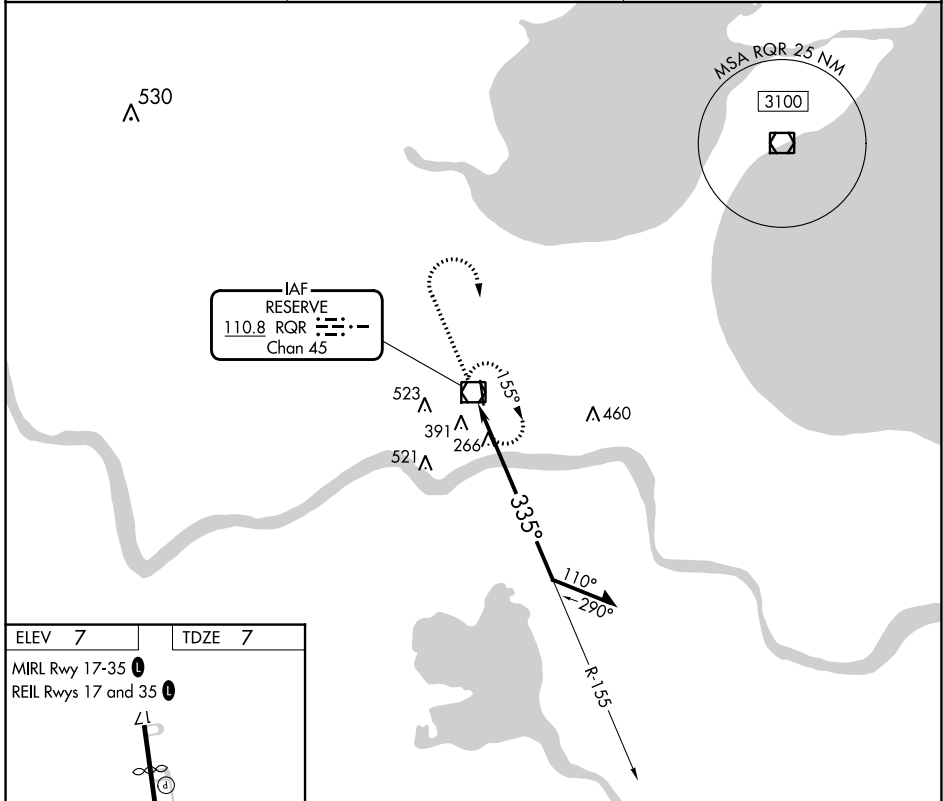 MSA RQR 25 NM
3100
530
IAF
RESERVE
110.8 RQR
Chan 45
155°
523
391
266
460
521
335°
110°
290°
R-155
ELEV 7
TDZE 7
MIRL Rwy 17-35 L
REIL Rwys 17 and 35 L
17
P